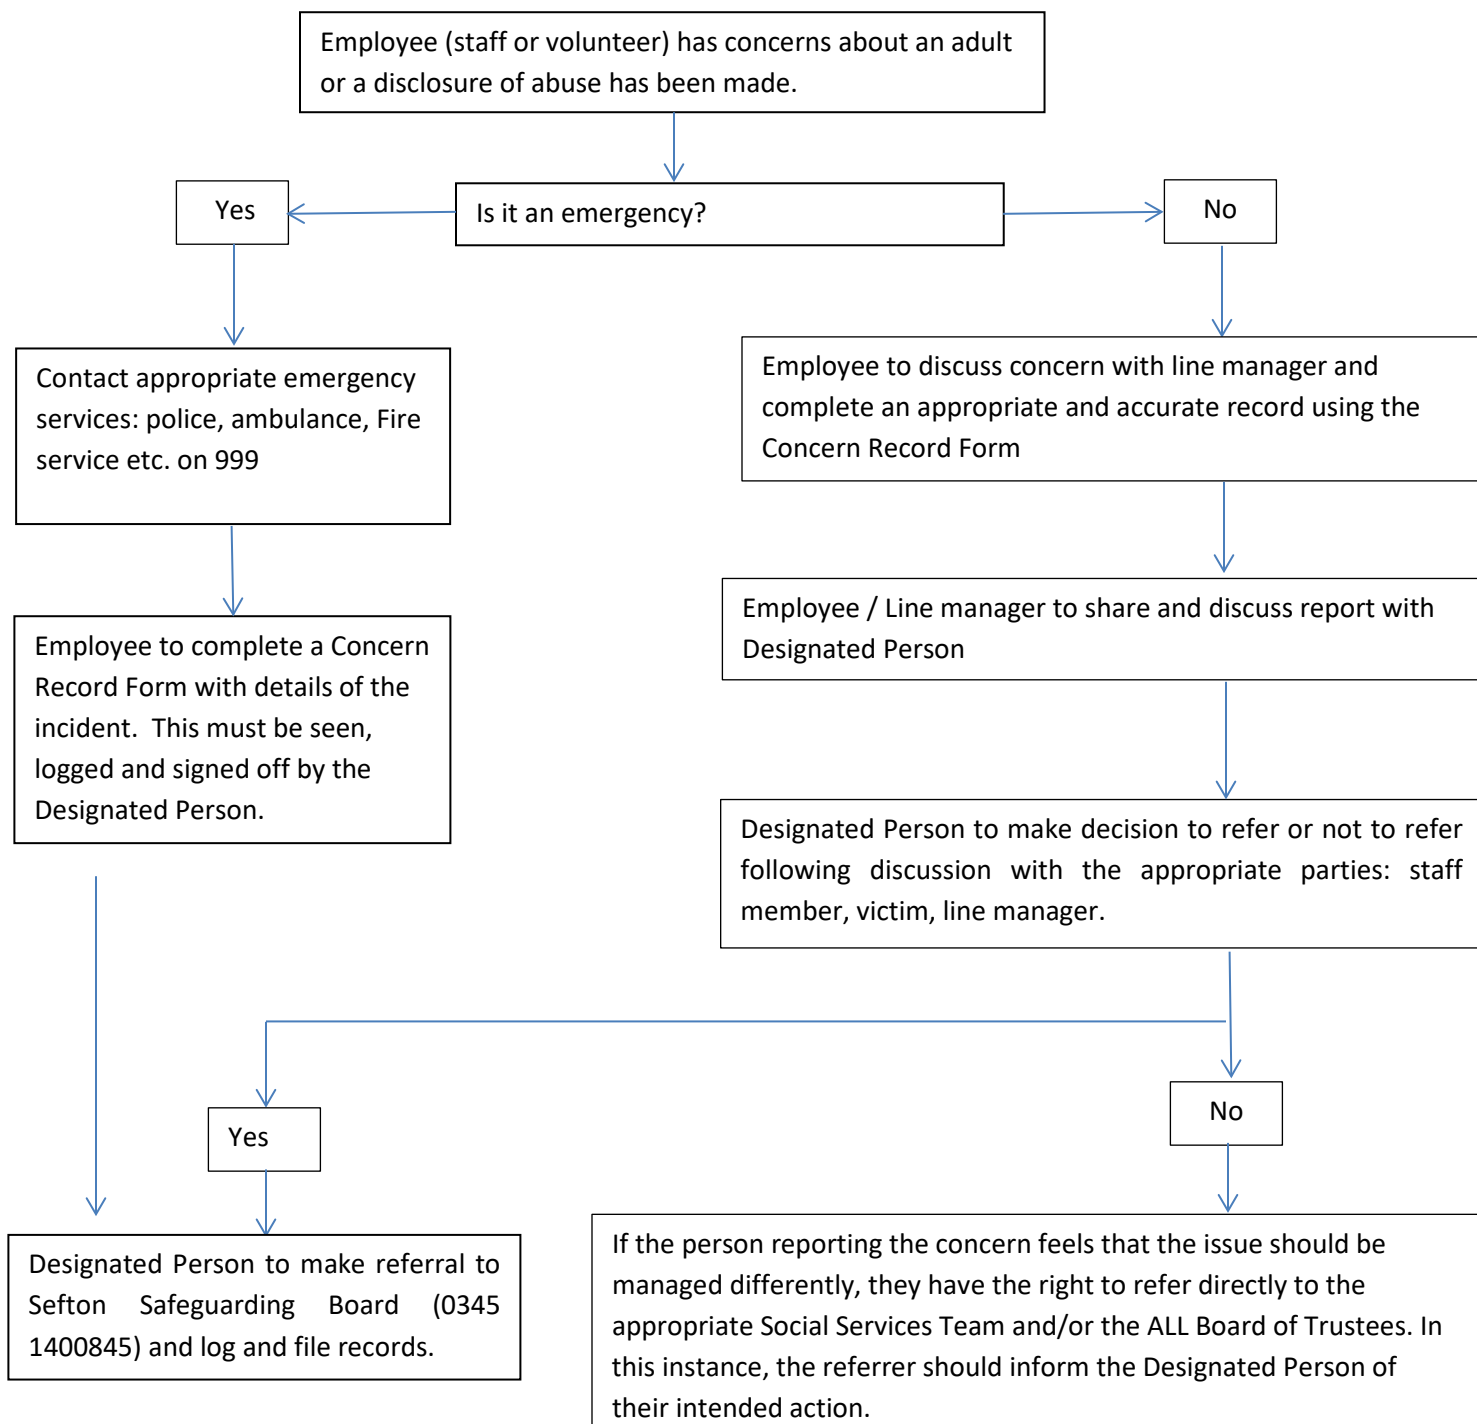 Employee (staff or volunteer) has concerns about an adult
or a disclosure of abuse has been made.
Yes
Is it an emergency?
No
Contact appropriate emergency
services: police, ambulance, Fire
service etc. on 999
Employee to discuss concern with line manager and
complete an appropriate and accurate record using the
Concern Record Form
Employee to complete a Concern
Record Form with details of the
incident.  This must be seen,
logged and signed off by the
Designated Person.
Employee / Line manager to share and discuss report with
Designated Person
Designated Person to make decision to refer or not to refer
following discussion with the appropriate parties: staff
member, victim, line manager.
Yes
No
Designated Person to make referral to
Sefton Safeguarding Board (0345
1400845) and log and file records.
If the person reporting the concern feels that the issue should be
managed differently, they have the right to refer directly to the
appropriate Social Services Team and/or the ALL Board of Trustees. In
this instance, the referrer should inform the Designated Person of
their intended action.